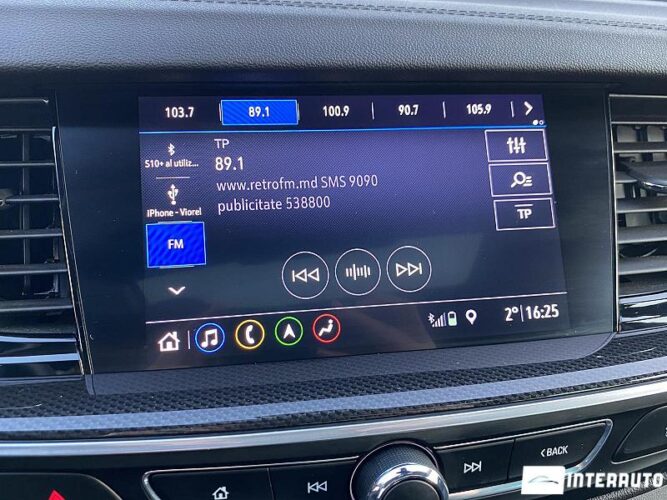 103.7 89.1 100.9 90.7 105.9
TP
89.1
www.retrofm.md SMS 9090
publicitate 538800
S10+ al utiliz...
iPhone - Viorel
FM
TP
2° 16:25
BACK
INTERAUTO